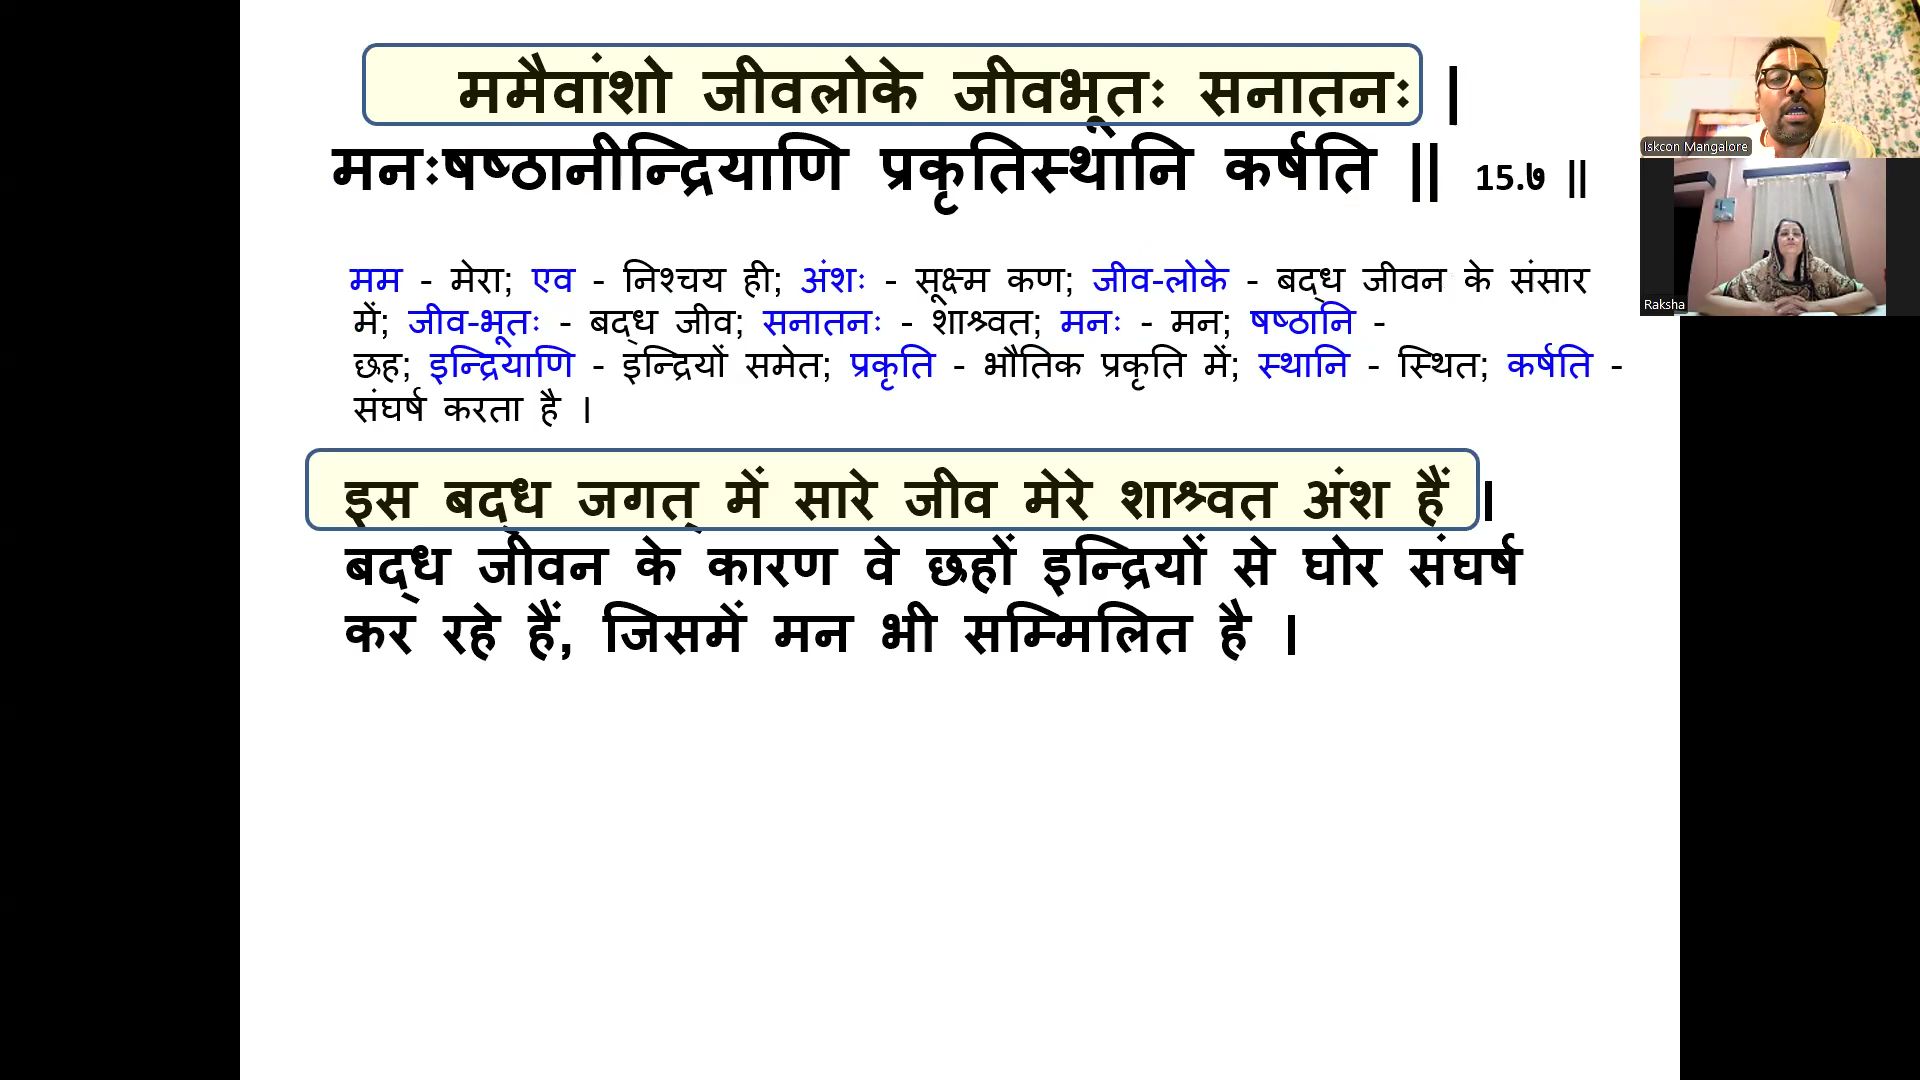 ममैवांशो जीवलोके जीवभूतः सनातनः |
मनःषष्ठानीन्द्रियाणि प्रकृतिस्थानि कर्षति || 15.७ ||
मम - मेरा; एव - निश्चय ही; अंशः - सूक्ष्म कण; जीव-लोके - बद्ध जीवन के संसार
में; जीव-भूतः - बद्ध जीव; सनातनः - शाश्र्वत; मनः - मन; षष्ठानि -
छह; इन्द्रियाणि - इन्द्रियों समेत; प्रकृति - भौतिक प्रकृति में; स्थानि - स्थित; कर्षति -
संघर्ष करता है ।
इस बद्ध जगत् में सारे जीव मेरे शाश्र्वत अंश हैं ।
बद्ध जीवन के कारण वे छहों इन्द्रियों से घोर संघर्ष
कर रहे हैं, जिसमें मन भी सम्मिलित है ।
Iskcon Mangalore
Raksha